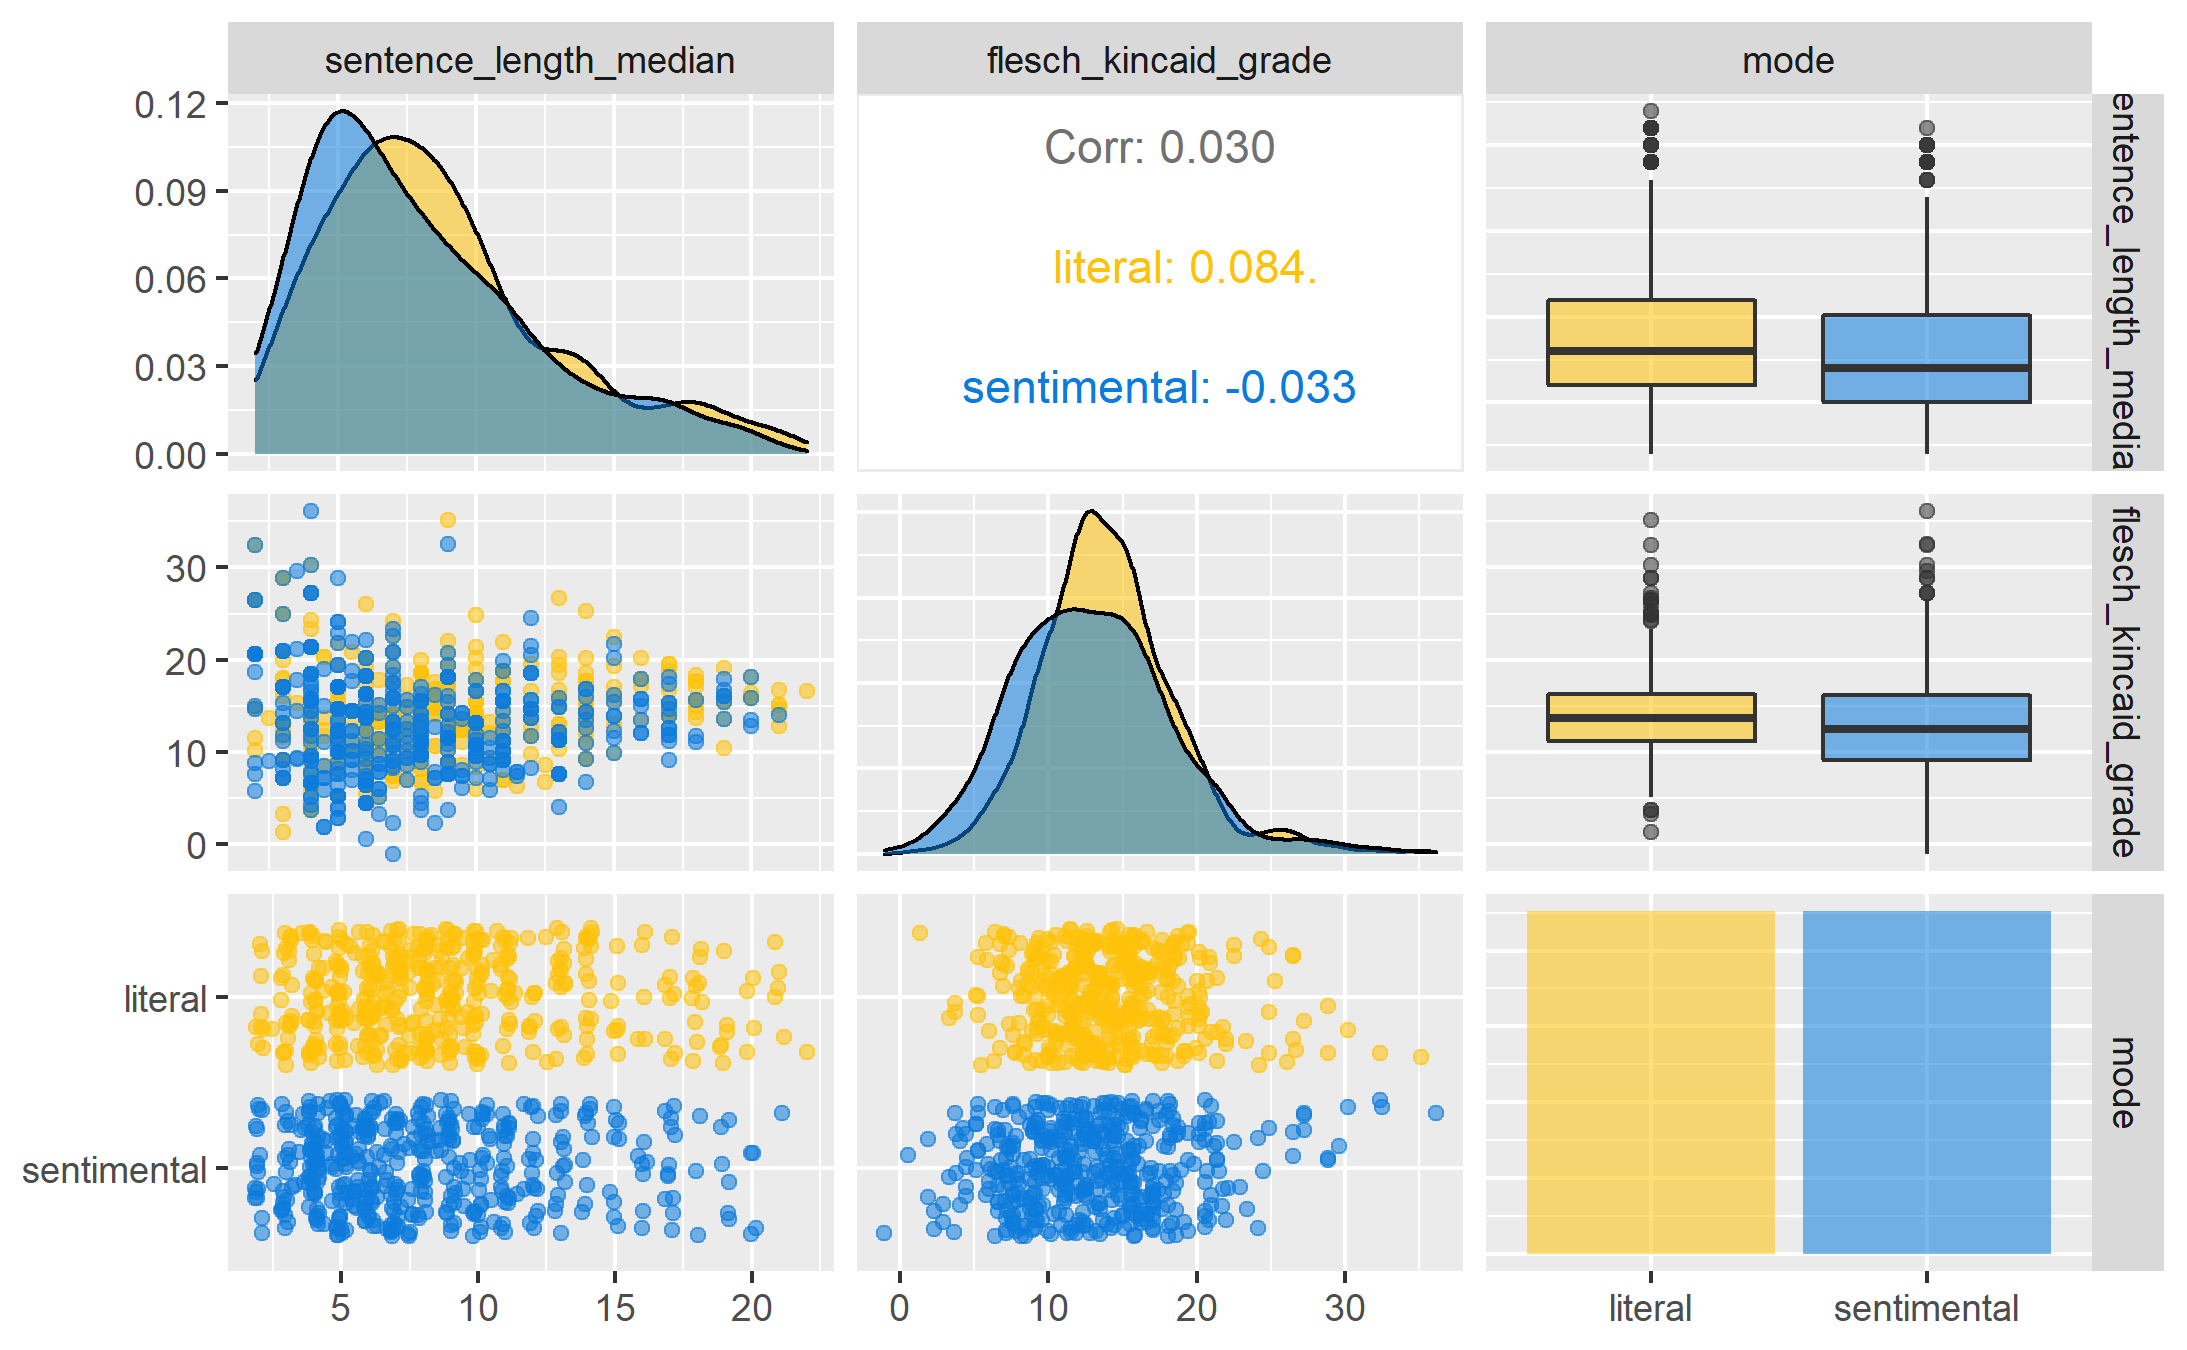 sentence_length_median
flesch_kincaid_grade
mode
0.12
0.09
0.06
0.03
0.00
Corr: 0.030
literal: 0.084.
sentimental: -0.033
entence_length_media
30
20
10
0
flesch_kincaid_grade
literal
sentimental
mode
5 10 15 20
0 10 20 30
literal sentimental